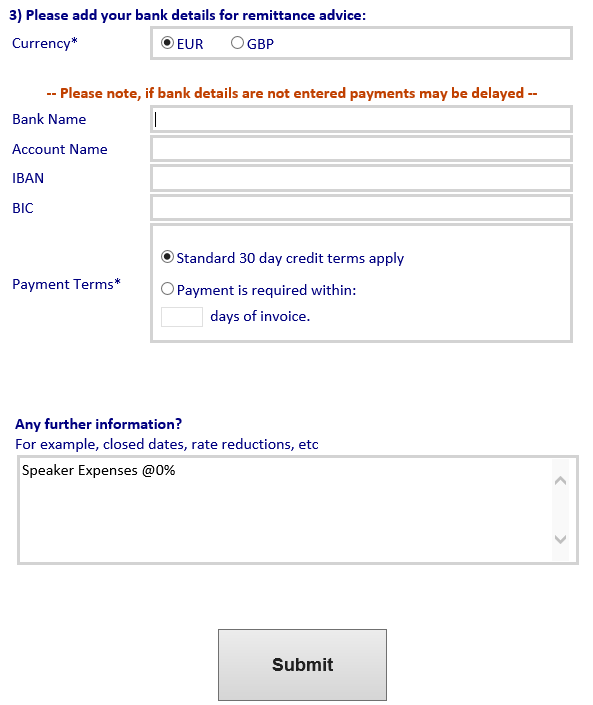 3) Please add your bank details for remittance advice:
Currency* EUR GBP
-- Please note, if bank details are not entered payments may be delayed --
Bank Name
Account Name
IBAN
BIC
Standard 30 day credit terms apply
Payment Terms* Payment is required within:
days of invoice.
Any further information?
For example, closed dates, rate reductions, etc
Speaker Expenses @0%
Submit